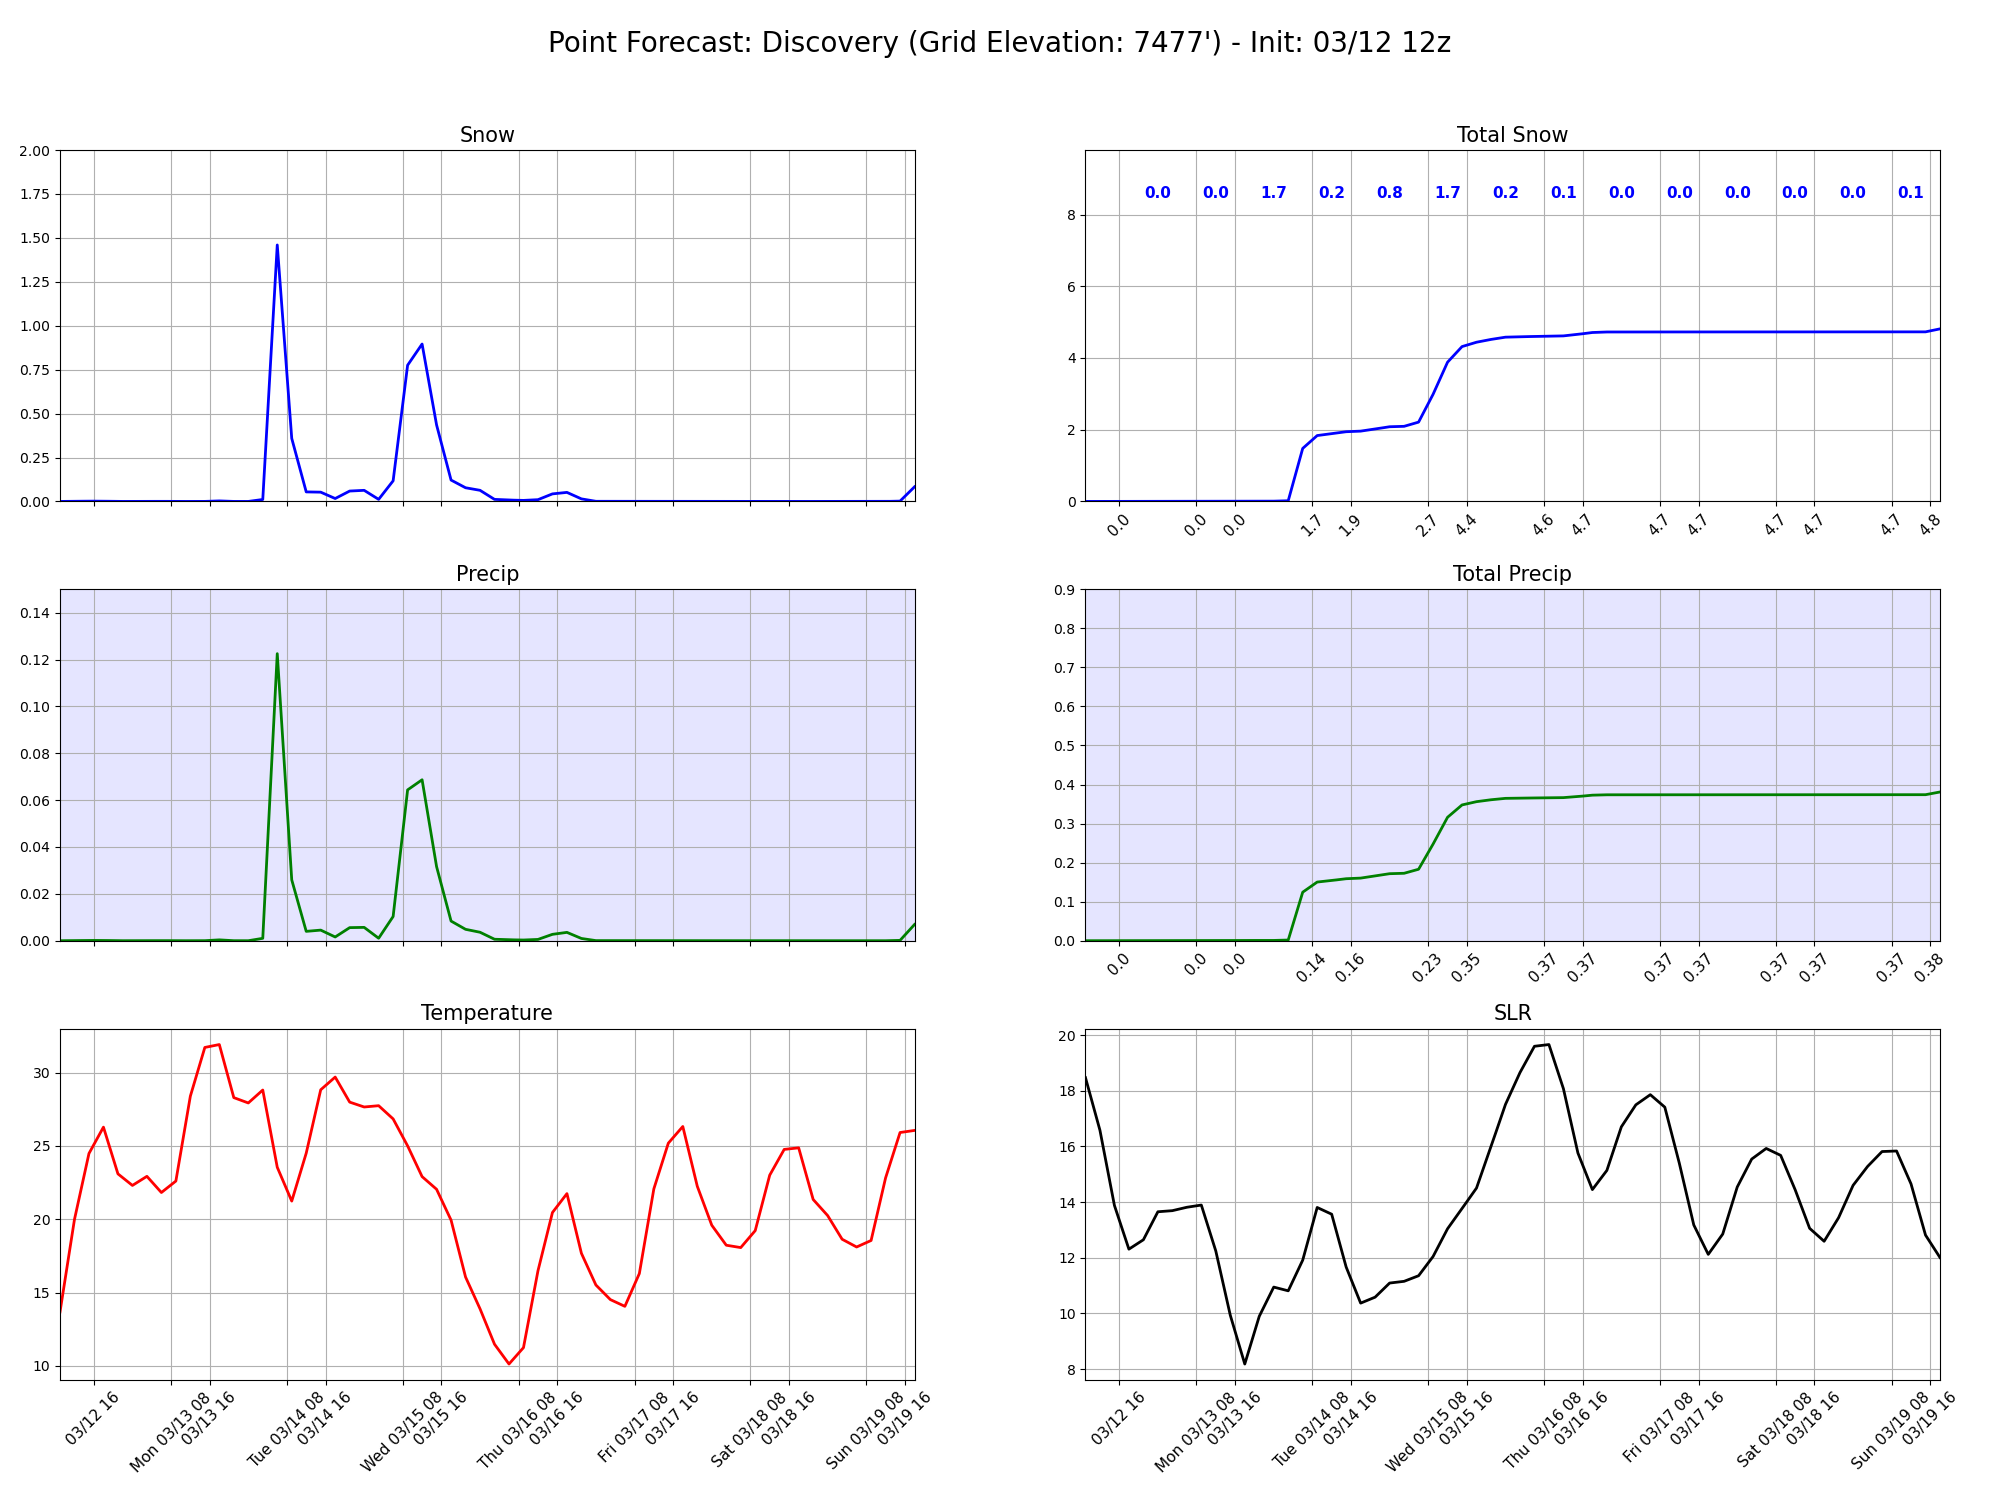 Point Forecast: Discovery (Grid Elevation: 7477') - Init: 03/12 12z
Snow
2.00
1.75
1.50
1.25
1.00
0.75
0.50
0.25
0.00
Total Snow
0.0 0.0 1.7 0.2 0.8 1.7 0.2 0.1 0.0 0.0 0.0 0.0 0.0 0.1
8
6
4
2
0
0.0 0.0 0.0 1.7 1.9 2.7 4.4 4.6 4.7 4.7 4.7 4.7 4.7 4.7 4.8
Precip
0.14
0.12
0.10
0.08
0.06
0.04
0.02
0.00
Total Precip
0.9
0.8
0.7
0.6
0.5
0.4
0.3
0.2
0.1
0.0
0.0 0.0 0.0 0.14 0.16 0.23 0.35 0.37 0.37 0.37 0.37 0.37 0.37 0.37 0.38
Temperature
30
25
20
15
10
03/12 16
Mon 03/13 08
03/13 16
Tue 03/14 08
03/14 16
Wed 03/15 08
03/15 16
Thu 03/16 08
03/16 16
Fri 03/17 08
03/17 16
Sat 03/18 08
03/18 16
Sun 03/19 08
03/19 16
SLR
20
18
16
14
12
10
8
03/12 16
Mon 03/13 08
03/13 16
Tue 03/14 08
03/14 16
Wed 03/15 08
03/15 16
Thu 03/16 08
03/16 16
Fri 03/17 08
03/17 16
Sat 03/18 08
03/18 16
Sun 03/19 08
03/19 16